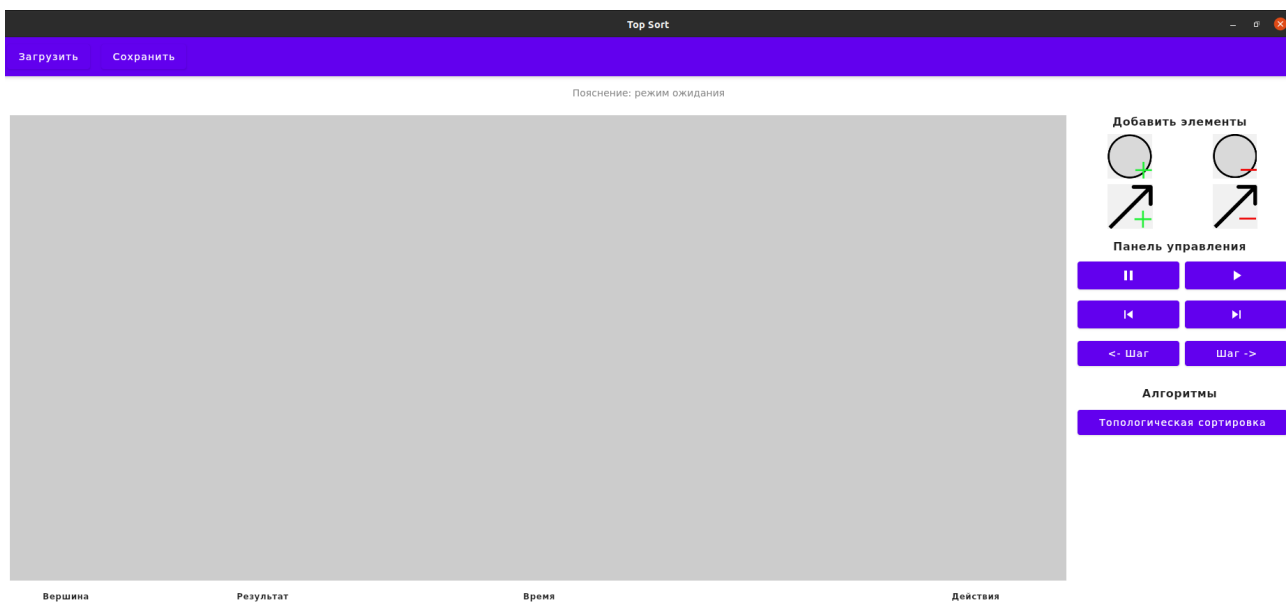 Top Sort
Загрузить Сохранить
Пояснение: режим ожидания
Добавить элементы
Панель управления
<- Шаг Шаг ->
Алгоритмы
Топологическая сортировка
Вершина Результат Время Действия